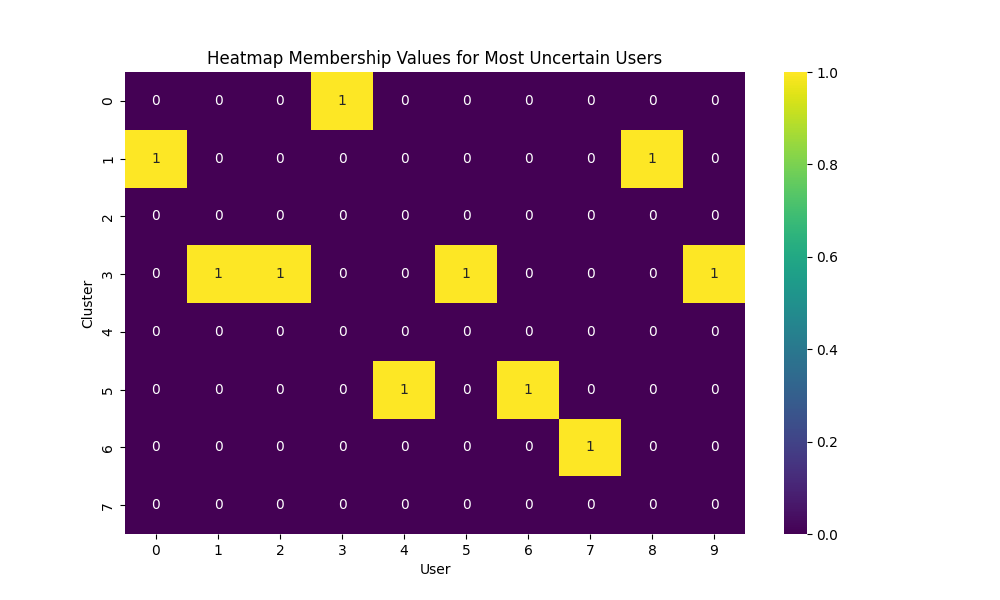 Heatmap Membership Values for Most Uncertain Users
0 0 0 0 1 0 0 0 0 0 0
1 1 0 0 0 0 0 0 0 1 0
2 0 0 0 0 0 0 0 0 0 0
3 0 1 1 0 0 1 0 0 0 1
4 0 0 0 0 0 0 0 0 0 0
5 0 0 0 0 1 0 1 0 0 0
6 0 0 0 0 0 0 0 1 0 0
7 0 0 0 0 0 0 0 0 0 0
Cluster
0 1 2 3 4 5 6 7 8 9
User
1.0
0.8
0.6
0.4
0.2
0.0